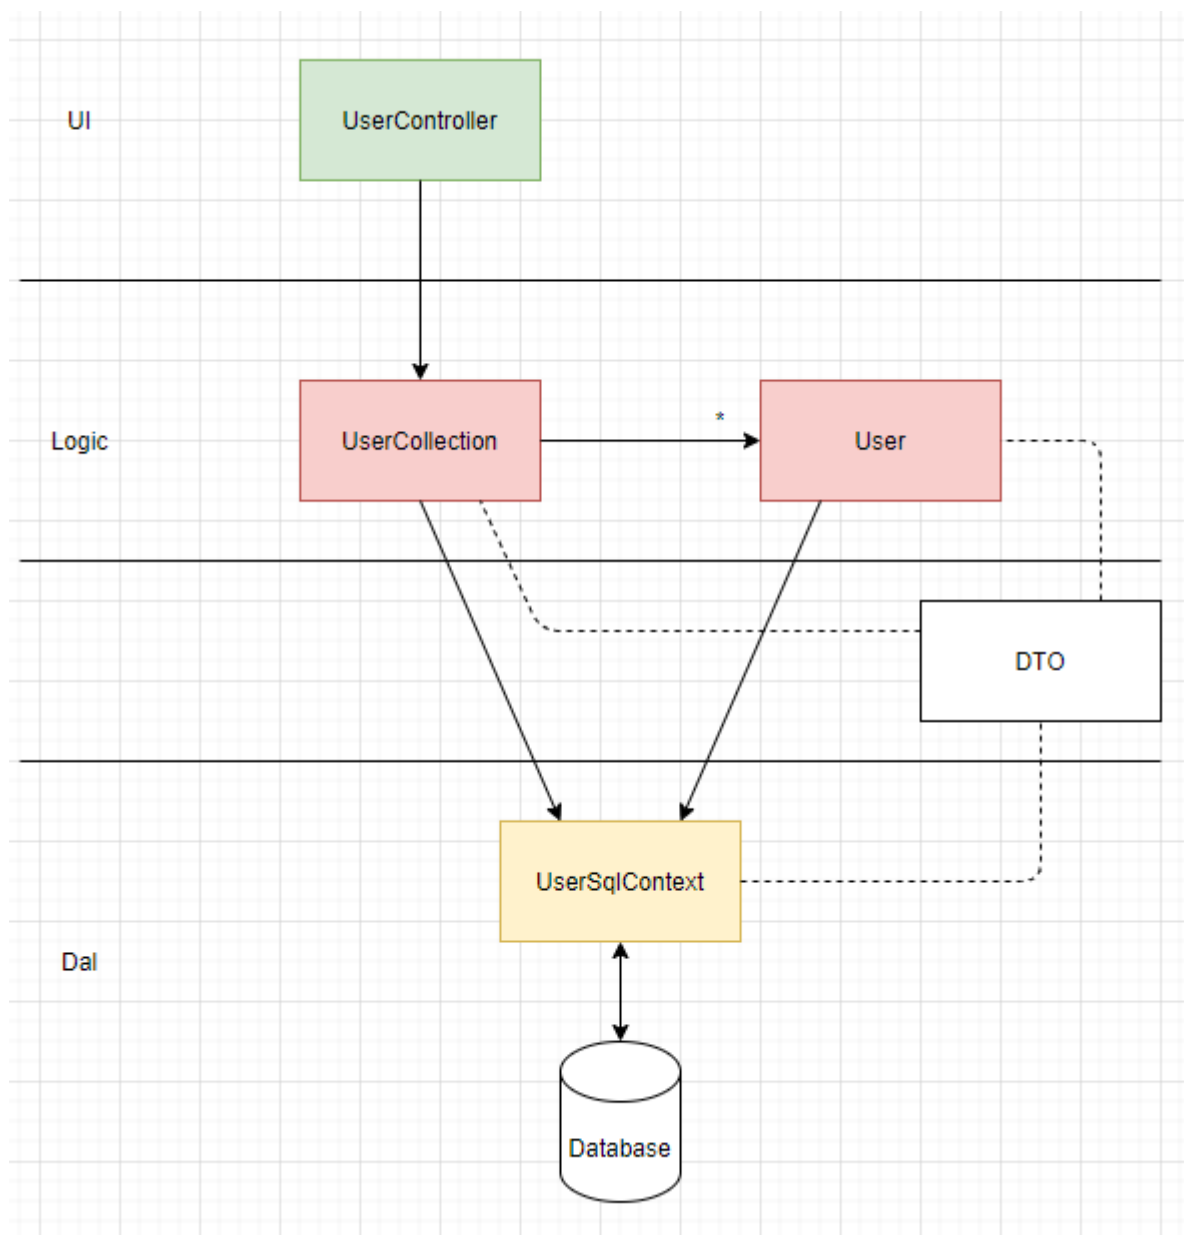 UI
UserController
Logic
UserCollection
*
User
DTO
UserSqlContext
Dal
Database